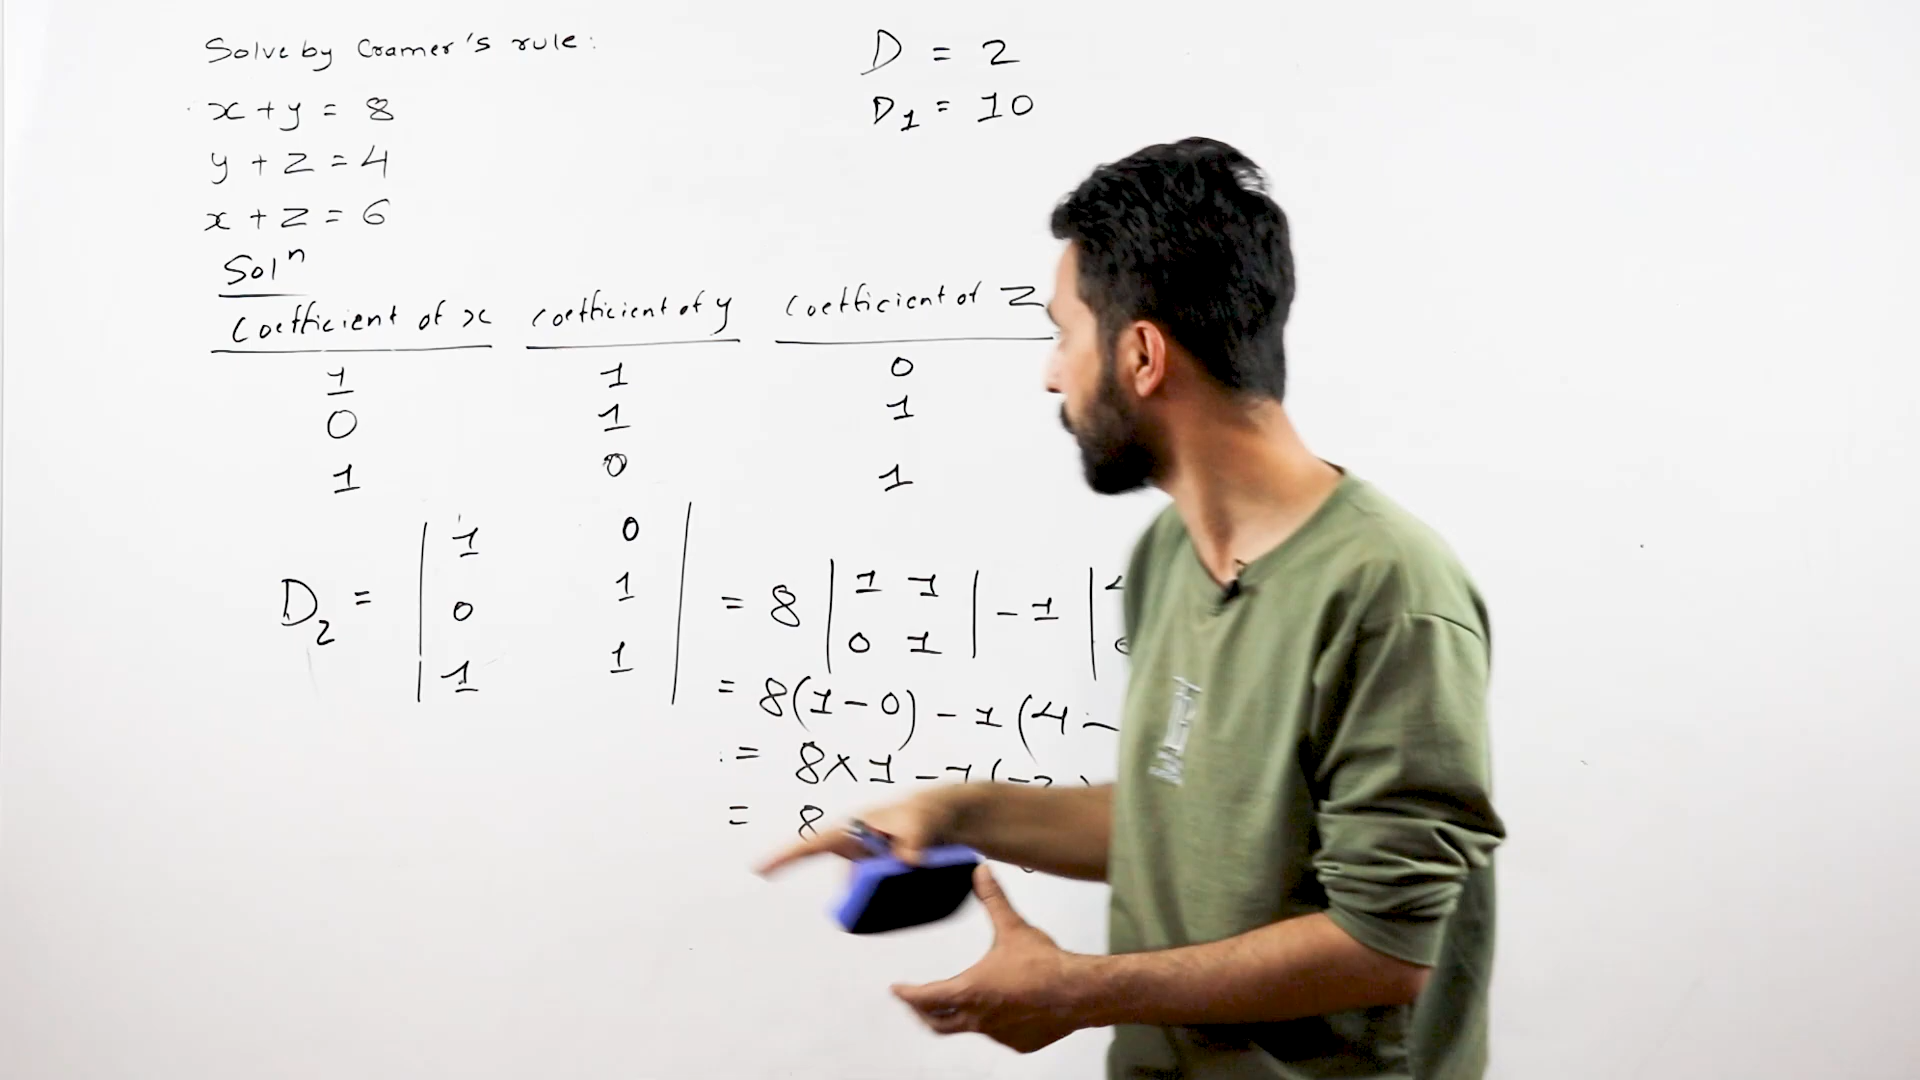 Solve by Cramer's rule:
x + y = 8
y + z = 4
x + z = 6
Solⁿ
D = 2
D₁ = 10
Coefficient of x coefficient of y Coefficient of z
1 1 0
0 1 1
1 0 1
D₂ = | 1 0 |
| 0 1 |
| 1 1 |
= 8 | 1 1 | - 1 |
| 0 1 |
= 8(1 - 0) - 1(4 -
= 8 × 1 - 1(-2)
= 8